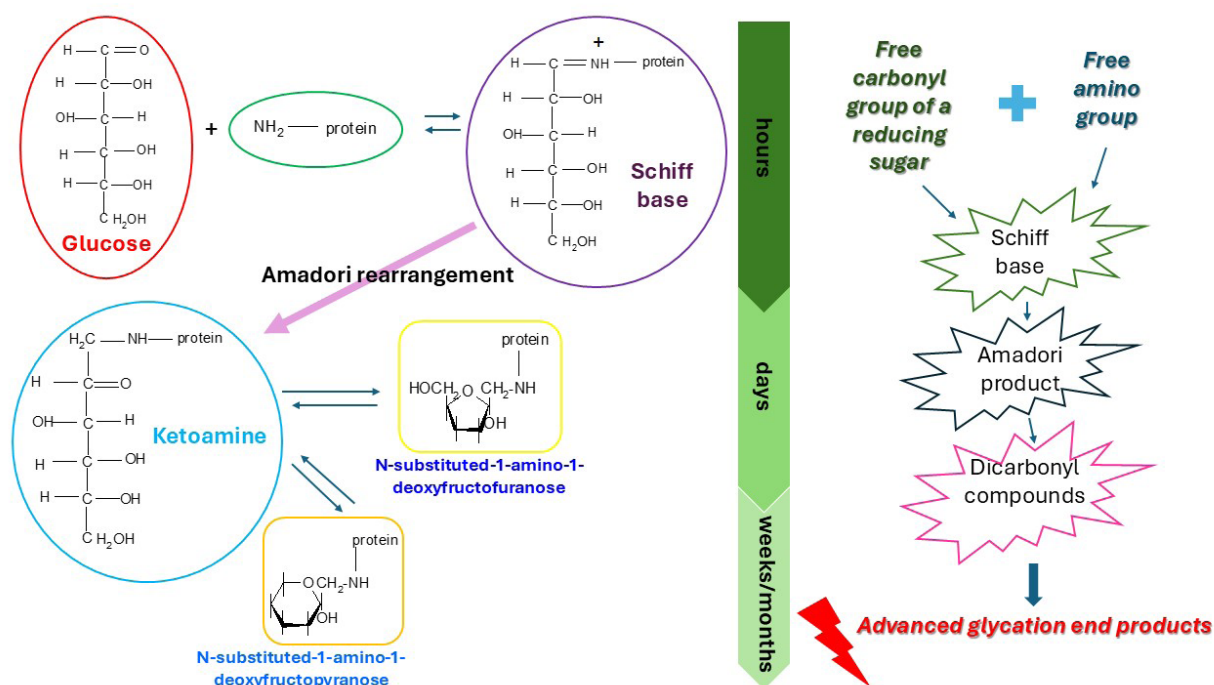 H C O
H C OH
OH C H
H C OH
H C OH
C H₂OH
Glucose
+
NH₂ protein
+
H C NH protein
H C OH
OH C H
H C OH
H C OH
CH₂OH
Schiff
base
Amadori rearrangement
H₂C NH protein
H C O
OH C H
H C OH
H C OH
CH₂OH
Ketoamine
protein
HOCH₂ O CH₂-NH
OH
N-substituted-1-amino-1-
deoxyfructofuranose
protein
O CH₂-NH
OH
N-substituted-1-amino-1-
deoxyfructopyranose
hours
days
weeks/months
Free
carbonyl
group of a
reducing
sugar
Free
amino
group
Schiff
base
Amadori
product
Dicarbonyl
compounds
Advanced glycation end products